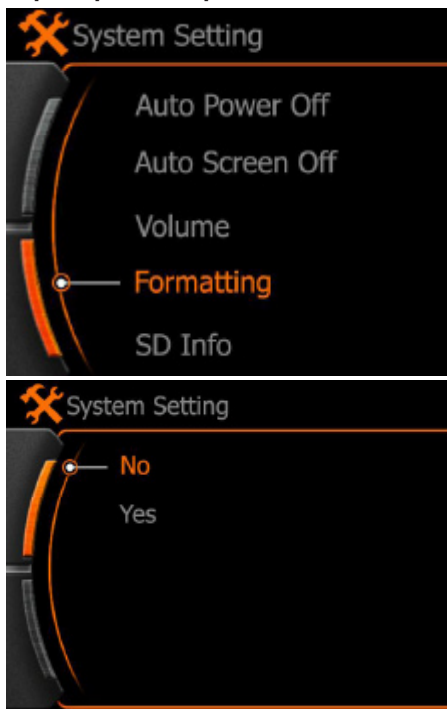 System Setting
Auto Power Off
Auto Screen Off
Volume
Formatting
SD Info
System Setting
No
Yes